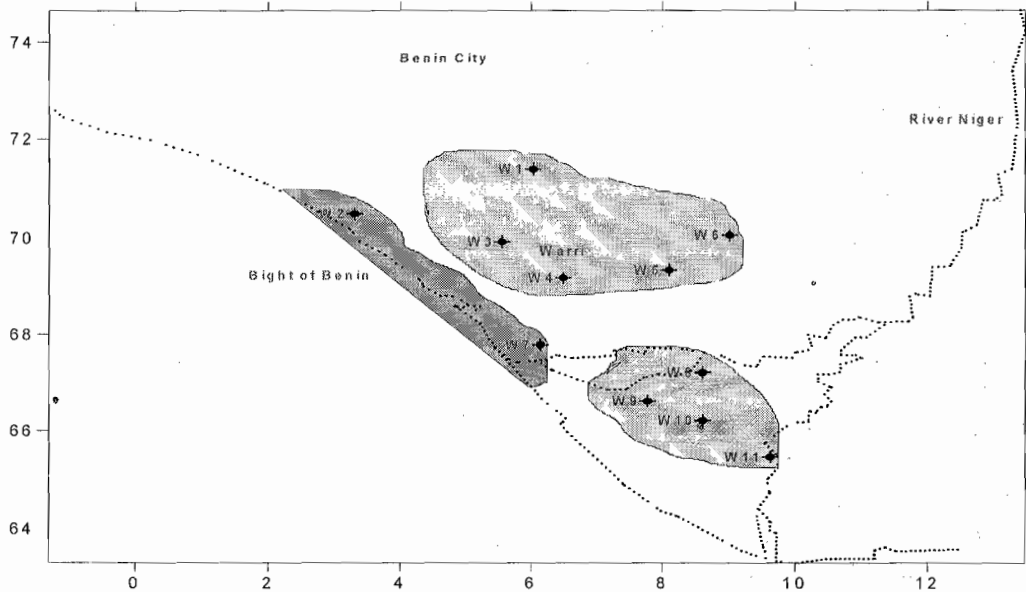 74
Benin City
River Niger
72
W 1
W 2
70
W 3
Warri
W 6
W 4
W 5
Bight of Benin
68
W 7
W 8
W 9
66
W 10
W 11
64
0 2 4 6 8 10 12